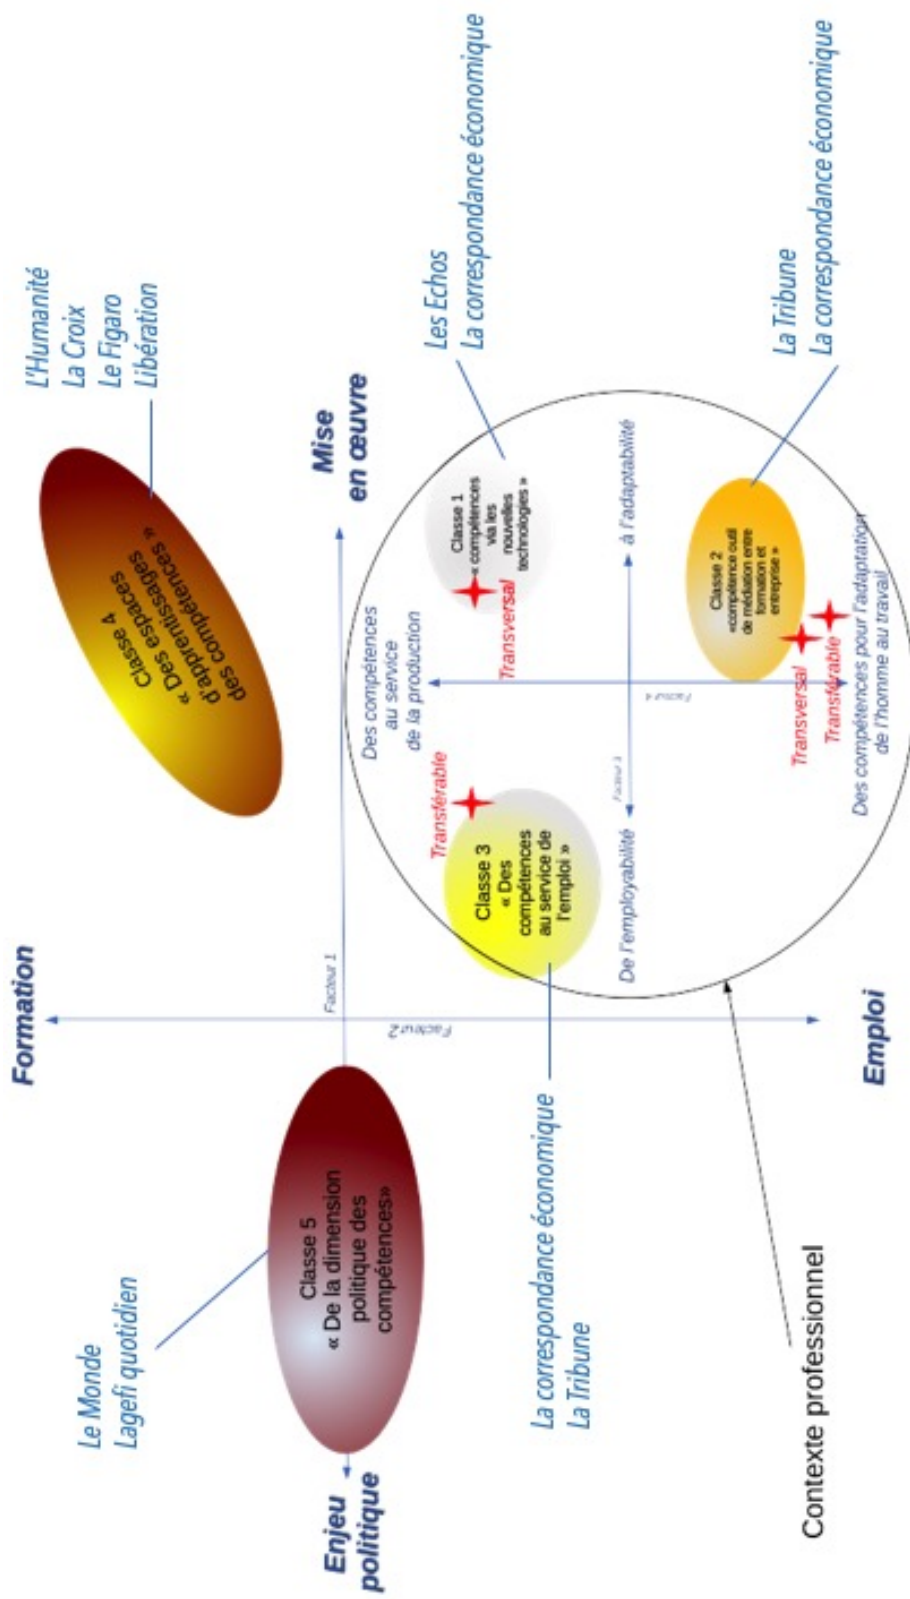 Formation
L'Humanité
La Croix
Le Figaro
Libération
Le Monde
Lagefi quotidien
Classe 4
« Des espaces
d'apprentissages
des compétences »
Enjeu
politique
Classe 5
« De la dimension
politique des
compétences»
Facteur 1
Facteur 2
Mise
en œuvre
Des compétences
au service
de la production
Les Echos
La correspondance économique
Classe 1
« compétences
via les
nouvelles
technologies »
Transversal
Transférable
Classe 3
« Des
compétences
au service de
l'emploi »
La correspondance économique
La Tribune
De l'employabilité
Facteur 3
à l'adaptabilité
Facteur 4
Classe 2
«compétence outil
de médiation entre
formation et
entreprise »
Transversal
Transférable
La Tribune
La correspondance économique
Des compétences pour l'adaptation
de l'homme au travail
Emploi
Contexte professionnel